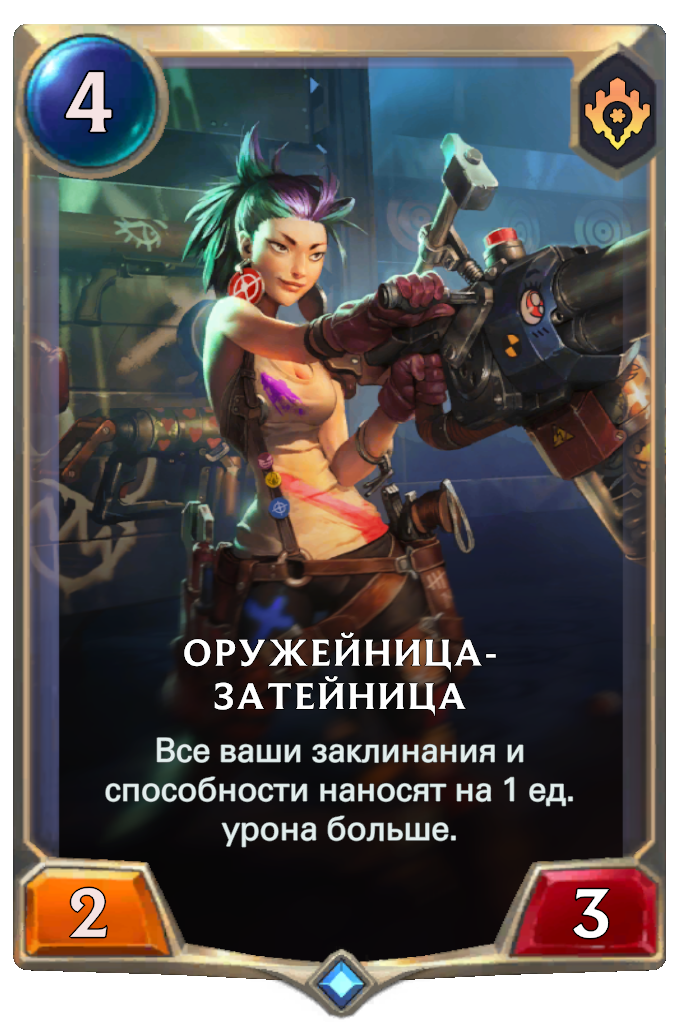 4
ОРУЖЕЙНИЦА-
ЗАТЕЙНИЦА
Все ваши заклинания и
способности наносят на 1 ед.
урона больше.
2
3